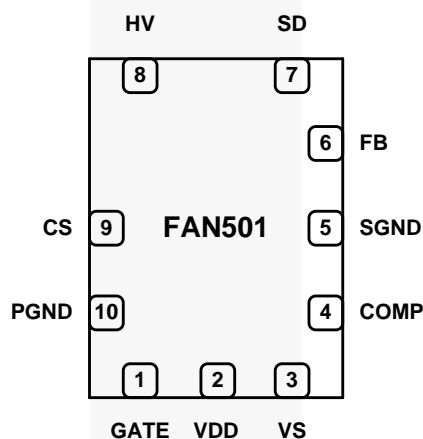 HV SD
8 7
6 FB
CS 9 FAN501 5 SGND
PGND 10 4 COMP
1 2 3
GATE VDD VS